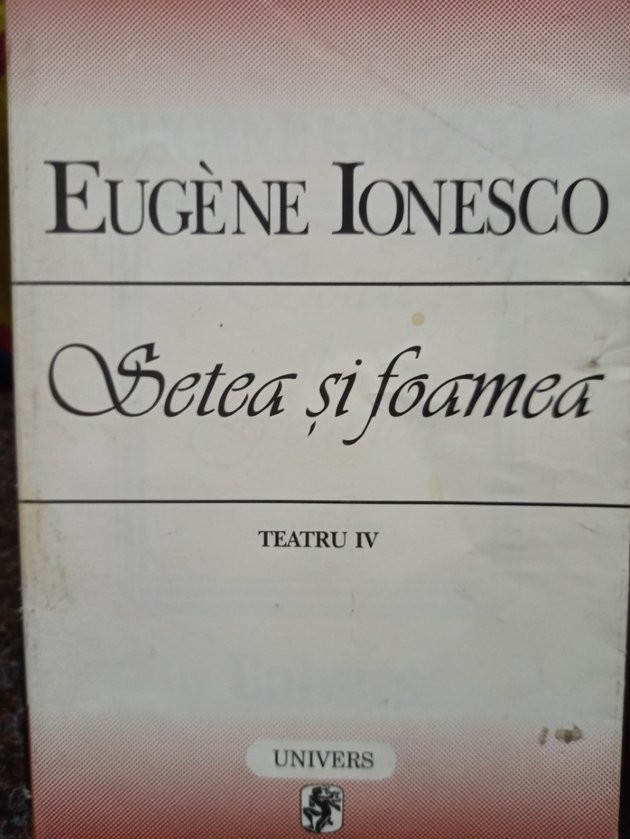 EUGÈNE IONESCO
Setea și foamea
TEATRU IV
UNIVERS